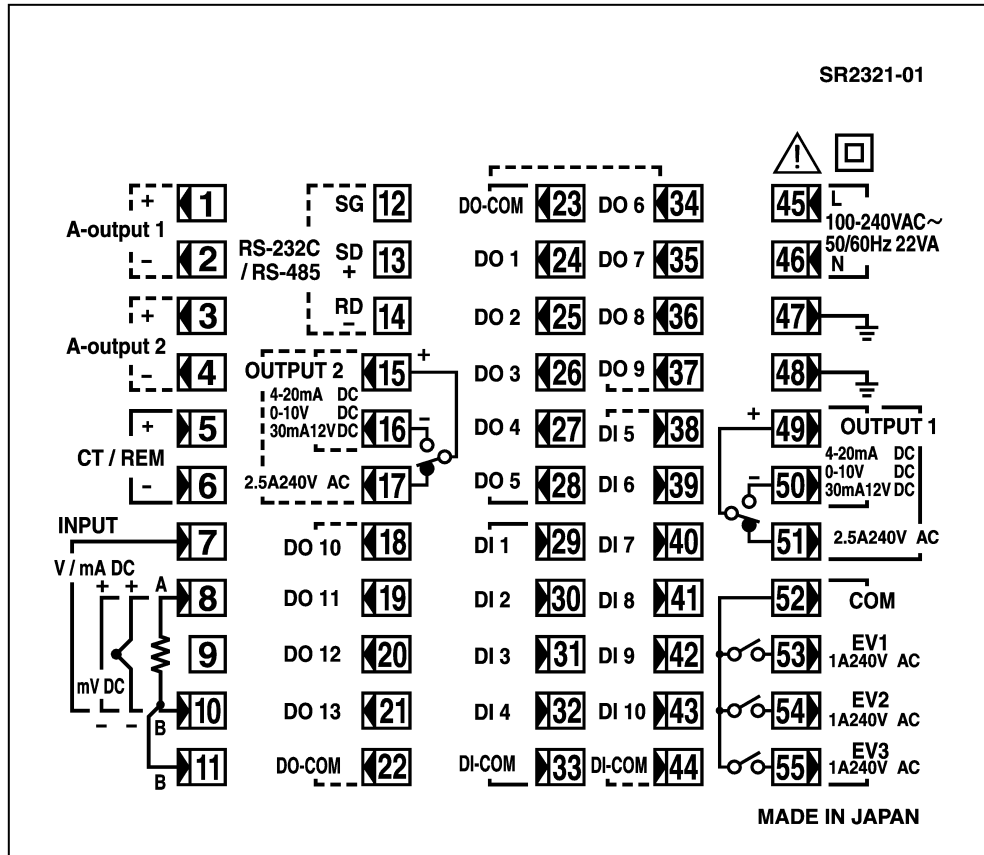 SR2321-01
+ 1
A-output 1
- 2
+ 3
A-output 2
- 4
+ 5
CT / REM
- 6
INPUT
7
V / mA DC
+ + A 8
9
mV DC
- - B 10
B 11
SG 12
RS-232C / RS-485
SD + 13
RD - 14
OUTPUT 2 15 +
4-20mA DC
0-10V DC
30mA12V DC 16 -
2.5A240V AC 17
DO 10 18
DO 11 19
DO 12 20
DO 13 21
DO-COM 22
DO-COM 23
DO 1 24
DO 2 25
DO 3 26
DO 4 27
DO 5 28
DI 1 29
DI 2 30
DI 3 31
DI 4 32
DI-COM 33
DO 6 34
DO 7 35
DO 8 36
DO 9 37
DI 5 38
DI 6 39
DI 7 40
DI 8 41
DI 9 42
DI 10 43
DI-COM 44
45 L
100-240VAC~
50/60Hz 22VA
46 N
47
48
+ 49 OUTPUT 1
4-20mA DC
0-10V DC
- 50 30mA12V DC
51 2.5A240V AC
52 COM
53 EV1
1A240V AC
54 EV2
1A240V AC
55 EV3
1A240V AC
MADE IN JAPAN